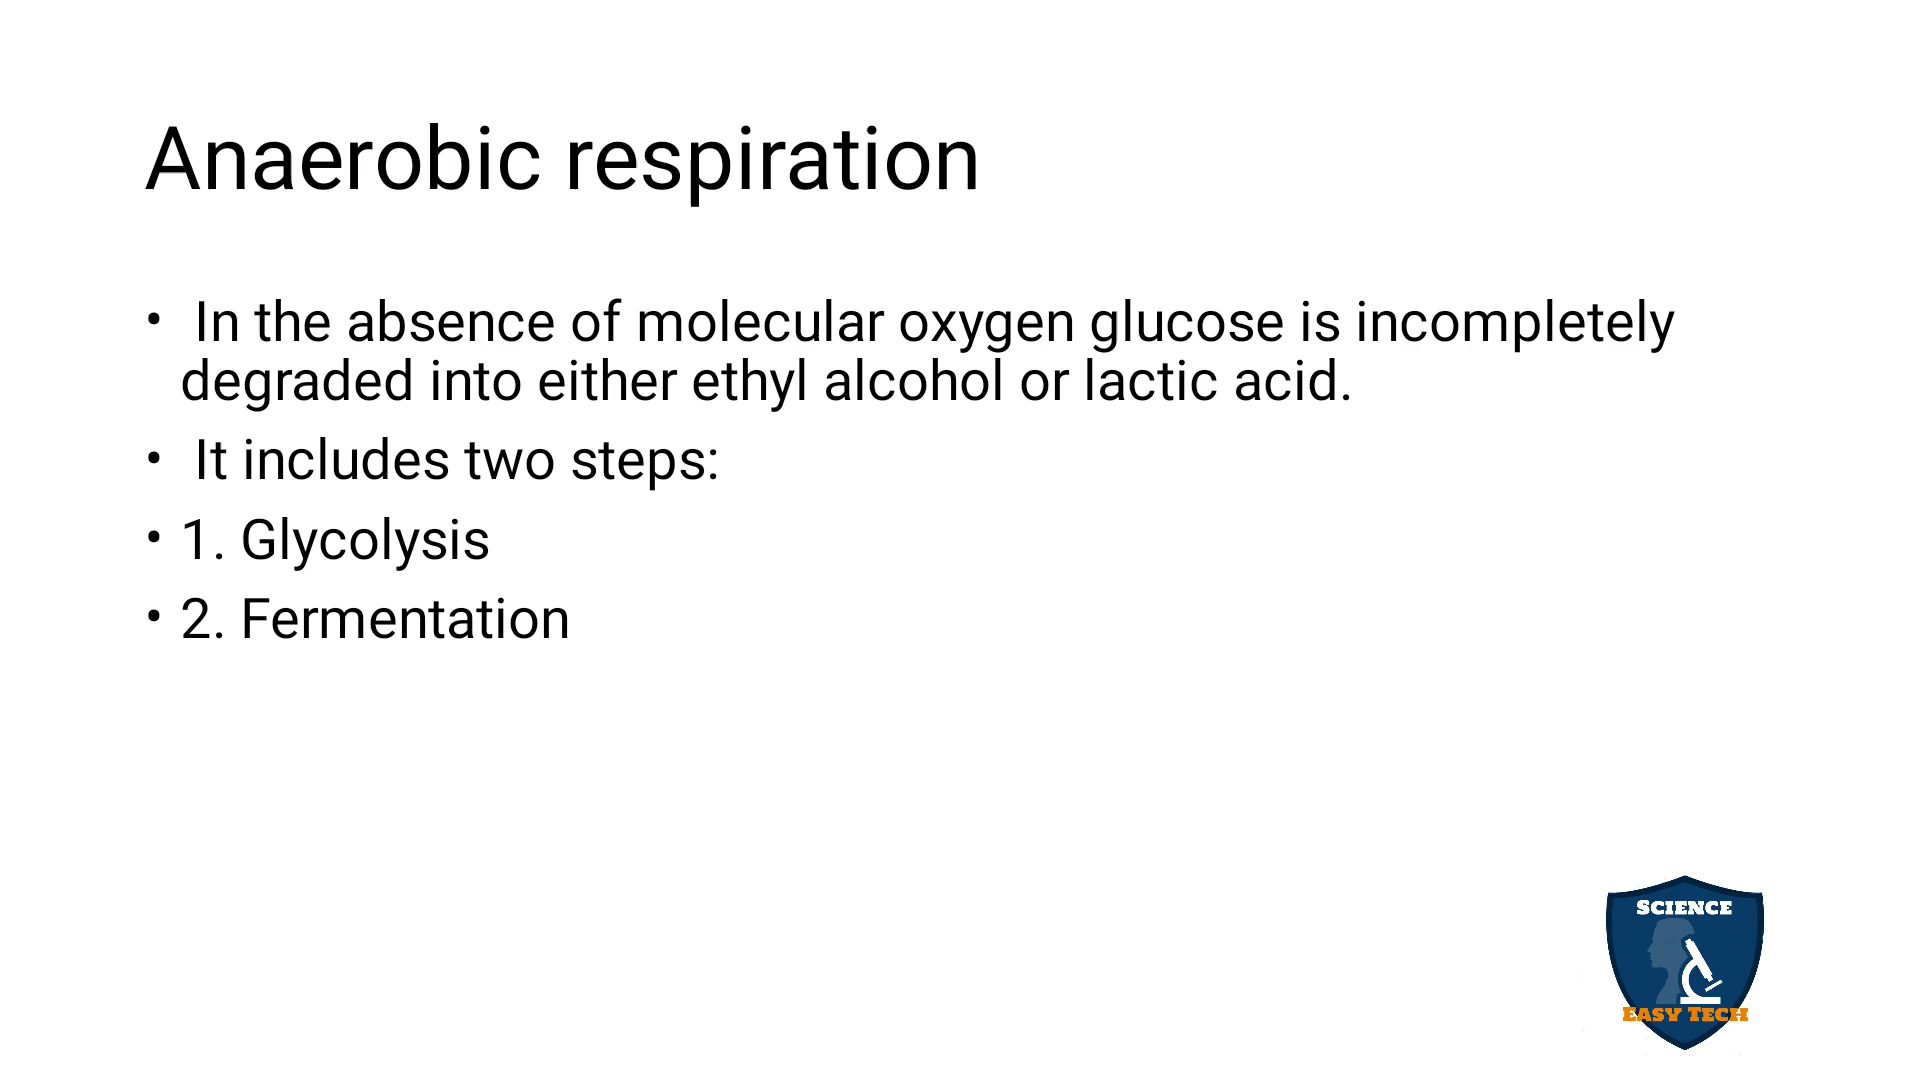 Anaerobic respiration
• In the absence of molecular oxygen glucose is incompletely
degraded into either ethyl alcohol or lactic acid.
• It includes two steps:
• 1. Glycolysis
• 2. Fermentation
SCIENCE
EASY TECH